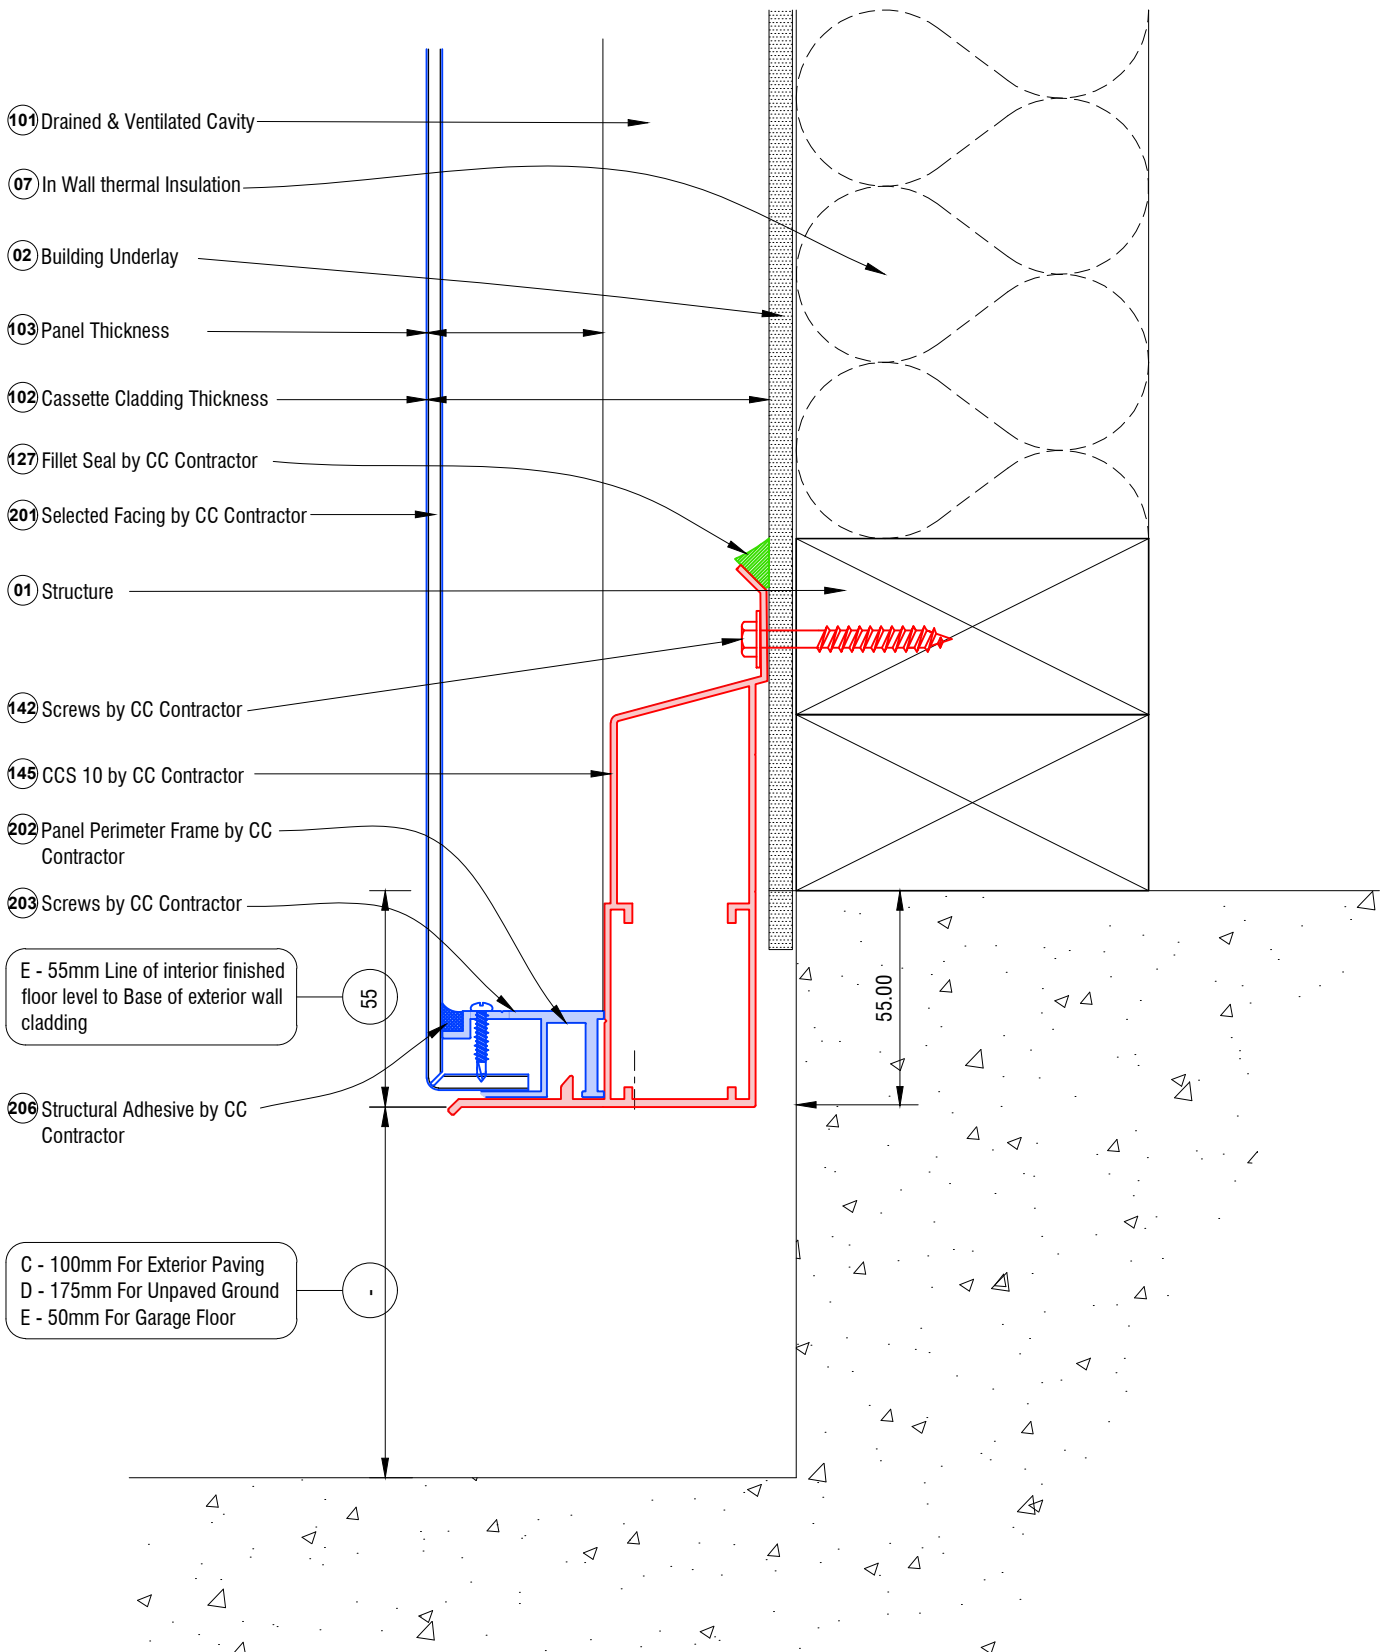 101 Drained & Ventilated Cavity
07 In Wall thermal Insulation
02 Building Underlay
103 Panel Thickness
102 Cassette Cladding Thickness
127 Fillet Seal by CC Contractor
201 Selected Facing by CC Contractor
01 Structure
142 Screws by CC Contractor
145 CCS 10 by CC Contractor
202 Panel Perimeter Frame by CC
Contractor
203 Screws by CC Contractor
E - 55mm Line of interior finished
floor level to Base of exterior wall
cladding
55
55.00
206 Structural Adhesive by CC
Contractor
C - 100mm For Exterior Paving
D - 175mm For Unpaved Ground
E - 50mm For Garage Floor
-